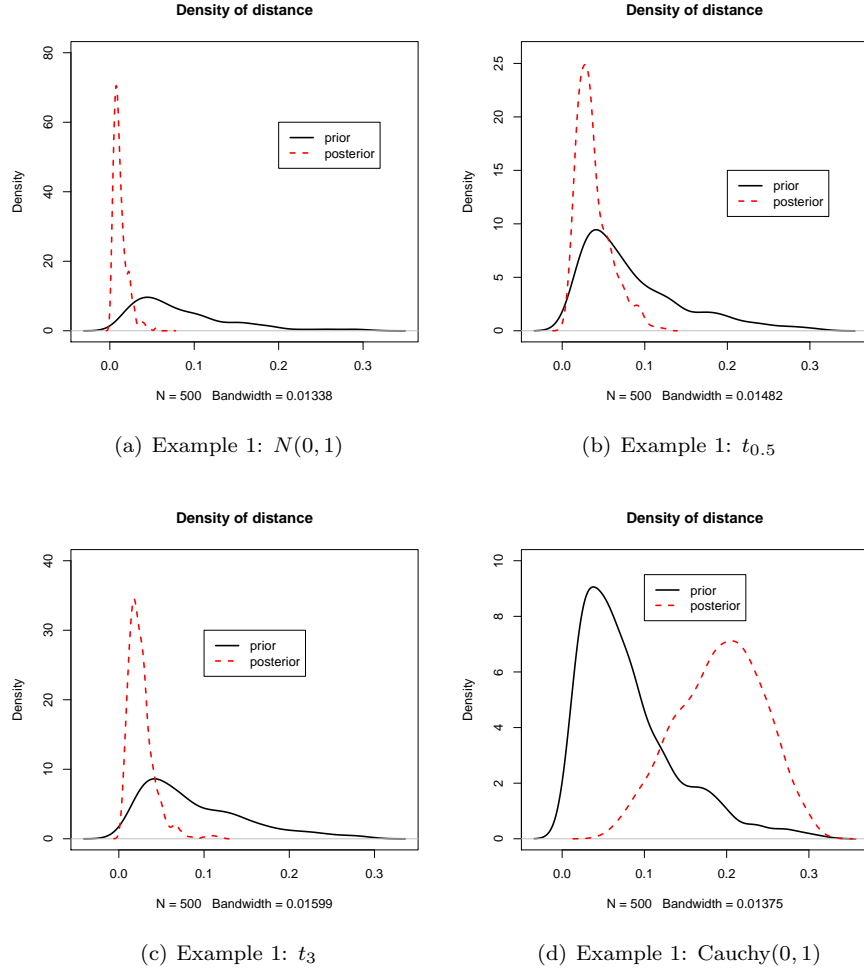 Density of distance
Density
80
60
40
20
0
prior
posterior
0.0 0.1 0.2 0.3
N = 500 Bandwidth = 0.01338
(a) Example 1: N(0, 1)
Density of distance
Density
25
20
15
10
5
0
prior
posterior
0.0 0.1 0.2 0.3
N = 500 Bandwidth = 0.01482
(b) Example 1: t0.5
Density of distance
Density
40
30
20
10
0
prior
posterior
0.0 0.1 0.2 0.3
N = 500 Bandwidth = 0.01599
(c) Example 1: t3
Density of distance
Density
10
8
6
4
2
0
prior
posterior
0.0 0.1 0.2 0.3
N = 500 Bandwidth = 0.01375
(d) Example 1: Cauchy(0, 1)